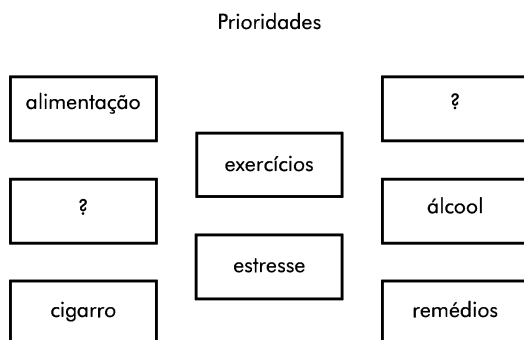 Prioridades
alimentação
?
exercícios
?
álcool
estresse
cigarro
remédios